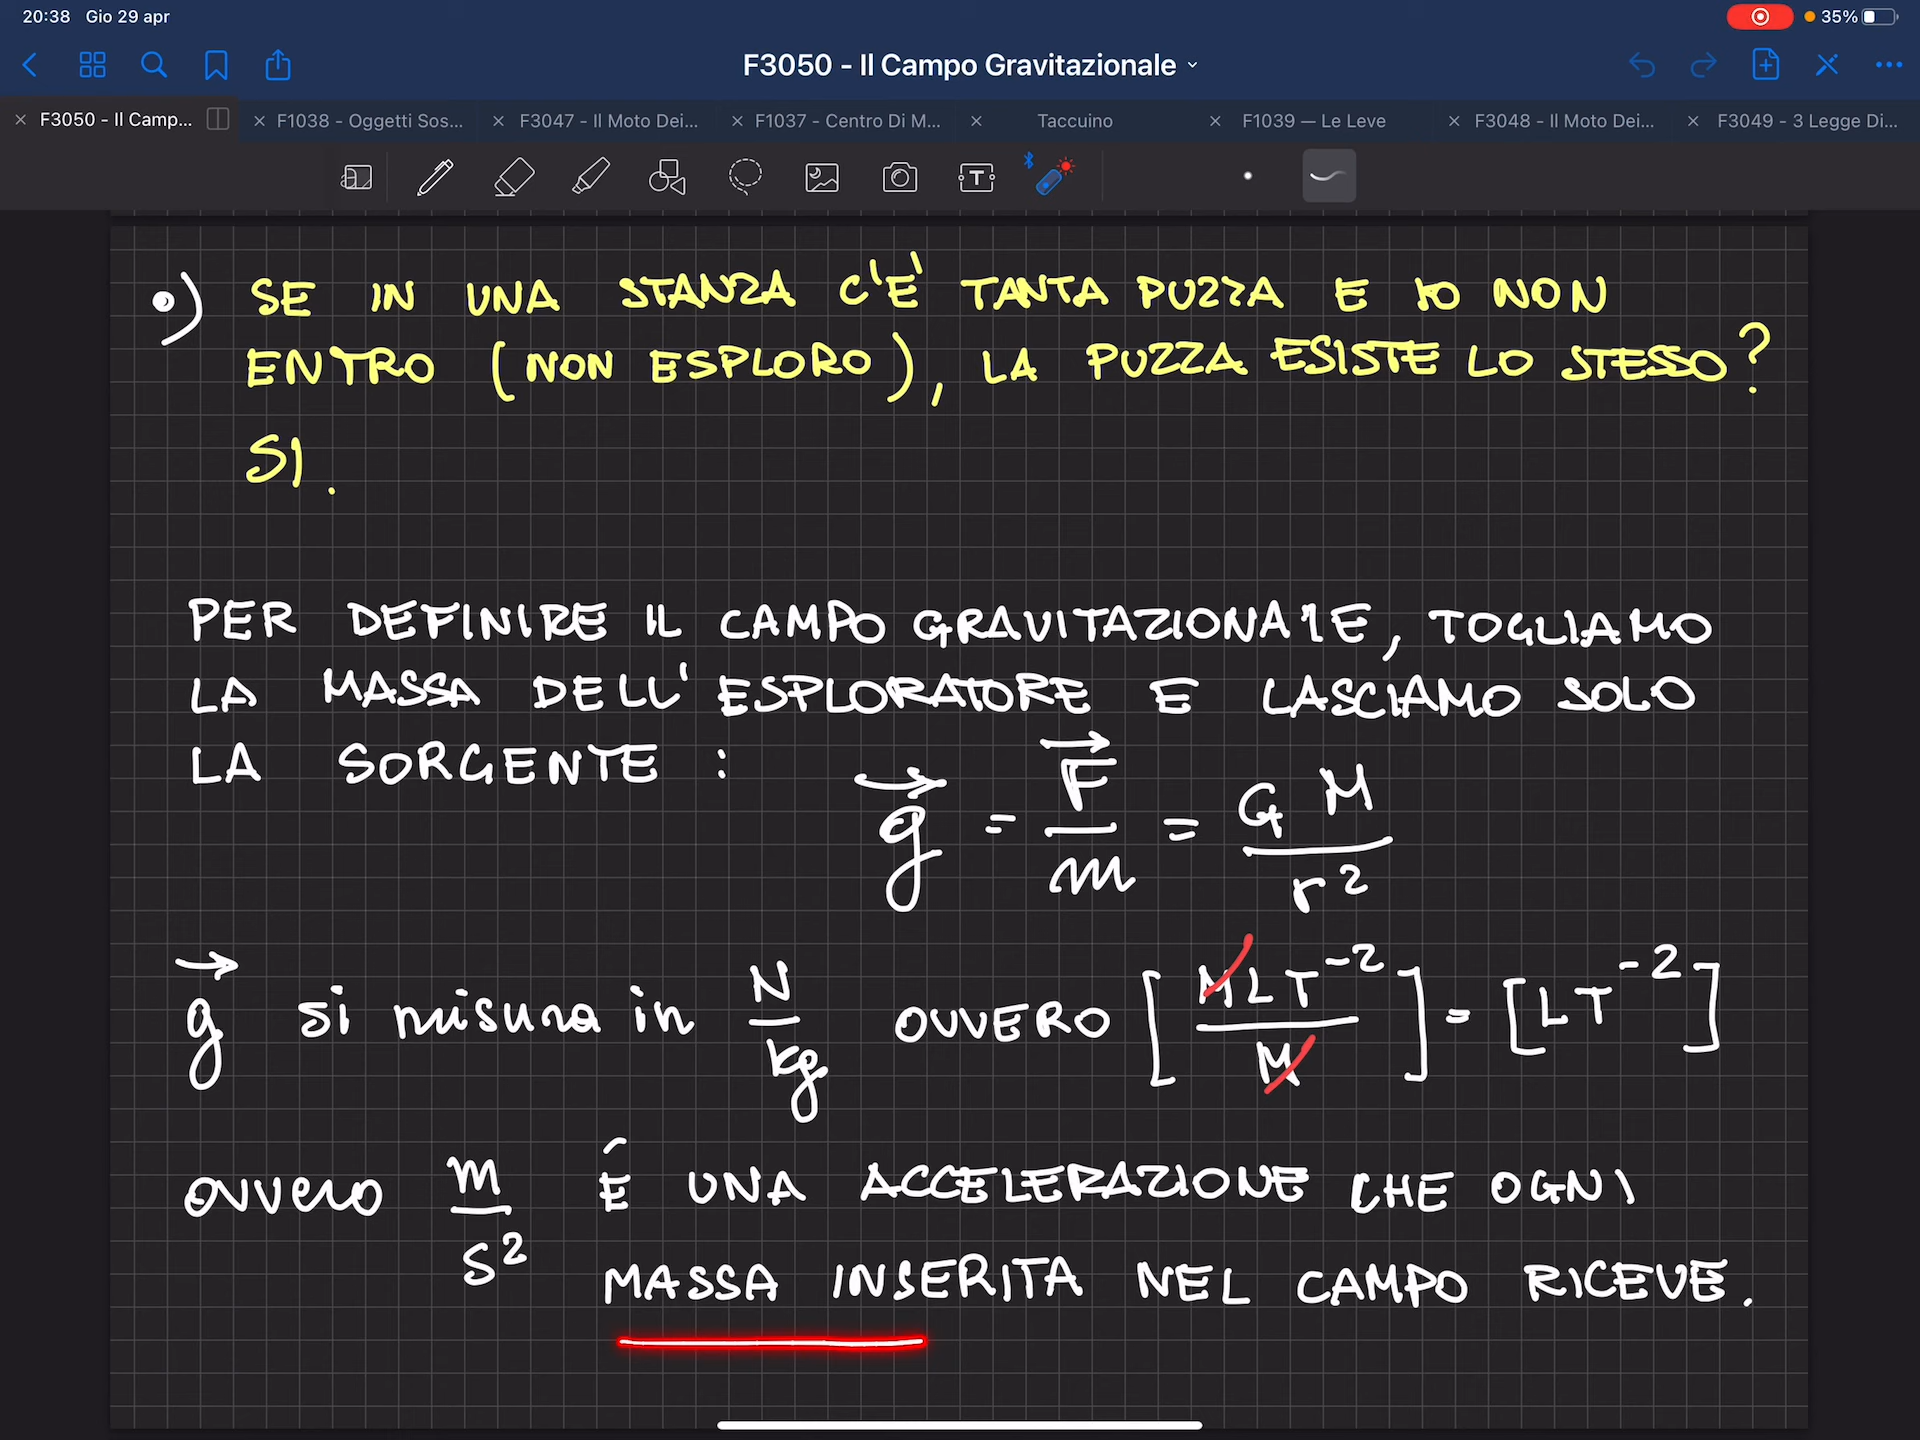 20:38 Gio 29 apr 35%
F3050 - Il Campo Gravitazionale
F3050 - Il Camp... F1038 - Oggetti Sos... F3047 - Il Moto Dei... F1037 - Centro Di M... Taccuino F1039 — Le Leve F3048 - Il Moto Dei... F3049 - 3 Legge Di...
•) SE IN UNA STANZA C'E' TANTA PUZZA E IO NON
ENTRO (NON ESPLORO), LA PUZZA ESISTE LO STESSO?
SI.
PER DEFINIRE IL CAMPO GRAVITAZIONALE, TOGLIAMO
LA MASSA DELL'ESPLORATORE E LASCIAMO SOLO
LA SORGENTE : g⃗ = F⃗/m = G M/r²
g⃗ si misura in N/kg OVVERO [MLT⁻²/M] = [LT⁻²]
ovvero m/s² É UNA ACCELERAZIONE CHE OGNI
MASSA INSERITA NEL CAMPO RICEVE.